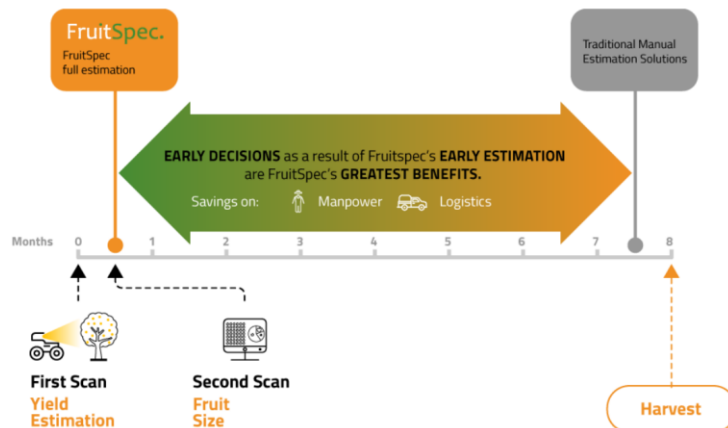 FruitSpec.
FruitSpec
full estimation
Traditional Manual
Estimation Solutions
EARLY DECISIONS as a result of Fruitspec's EARLY ESTIMATION
are FruitSpec's GREATEST BENEFITS.
Savings on: Manpower Logistics
Months 0 1 2 3 4 5 6 7 8
First Scan
Yield
Estimation
Second Scan
Fruit
Size
Harvest